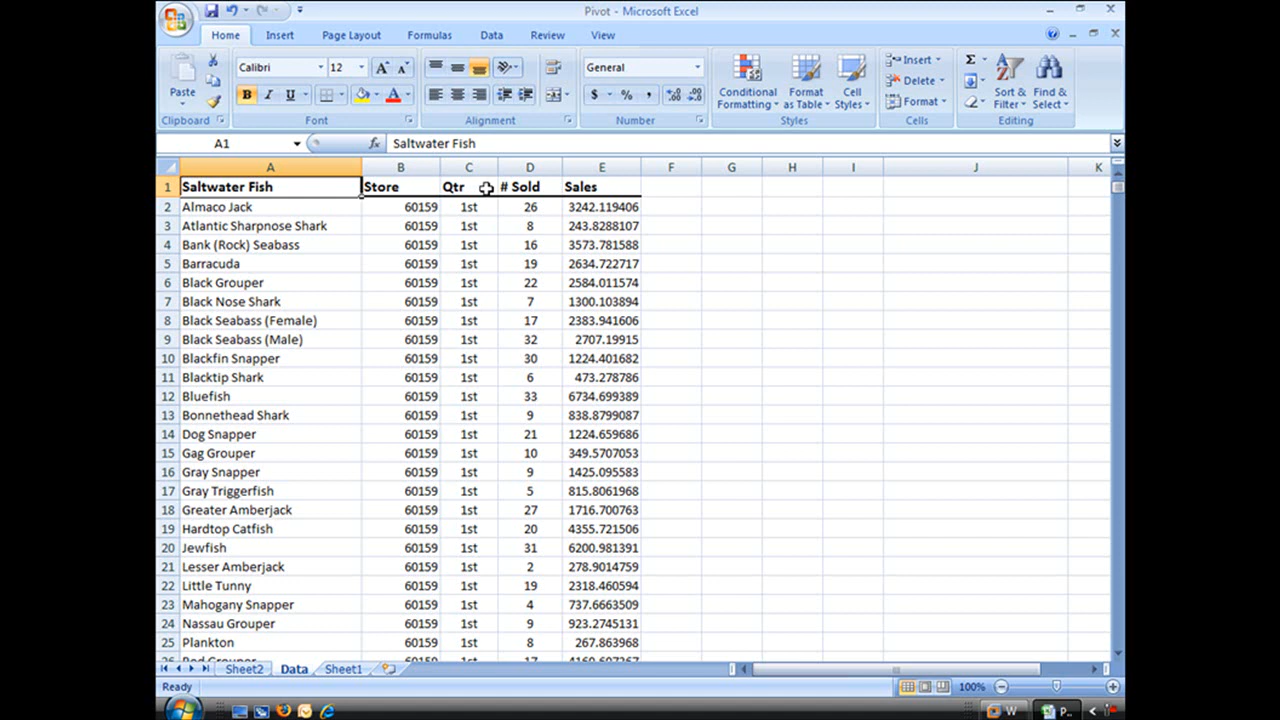 Pivot - Microsoft Excel
Home Insert Page Layout Formulas Data Review View
Calibri 12 A A General Insert Σ
Paste B I U A $ % , Conditional Formatting Format as Table Cell Styles Delete Format Sort & Filter Find & Select
Clipboard Font Alignment Number Styles Cells Editing
A1 fx Saltwater Fish
A B C D E F G H I J K
1 Saltwater Fish Store Qtr # Sold Sales
2 Almaco Jack 60159 1st 26 3242.119406
3 Atlantic Sharpnose Shark 60159 1st 8 243.8288107
4 Bank (Rock) Seabass 60159 1st 16 3573.781588
5 Barracuda 60159 1st 19 2634.722717
6 Black Grouper 60159 1st 22 2584.011574
7 Black Nose Shark 60159 1st 7 1300.103894
8 Black Seabass (Female) 60159 1st 17 2383.941606
9 Black Seabass (Male) 60159 1st 32 2707.19915
10 Blackfin Snapper 60159 1st 30 1224.401682
11 Blacktip Shark 60159 1st 6 473.278786
12 Bluefish 60159 1st 33 6734.699389
13 Bonnethead Shark 60159 1st 9 838.8799087
14 Dog Snapper 60159 1st 21 1224.659686
15 Gag Grouper 60159 1st 10 349.5707053
16 Gray Snapper 60159 1st 9 1425.095583
17 Gray Triggerfish 60159 1st 5 815.8061968
18 Greater Amberjack 60159 1st 27 1716.700763
19 Hardtop Catfish 60159 1st 20 4355.721506
20 Jewfish 60159 1st 31 6200.981391
21 Lesser Amberjack 60159 1st 2 278.9014759
22 Little Tunny 60159 1st 19 2318.460594
23 Mahogany Snapper 60159 1st 4 737.6663509
24 Nassau Grouper 60159 1st 9 923.2745131
25 Plankton 60159 1st 8 267.863968
Sheet2 Data Sheet1
Ready 100%
W P...